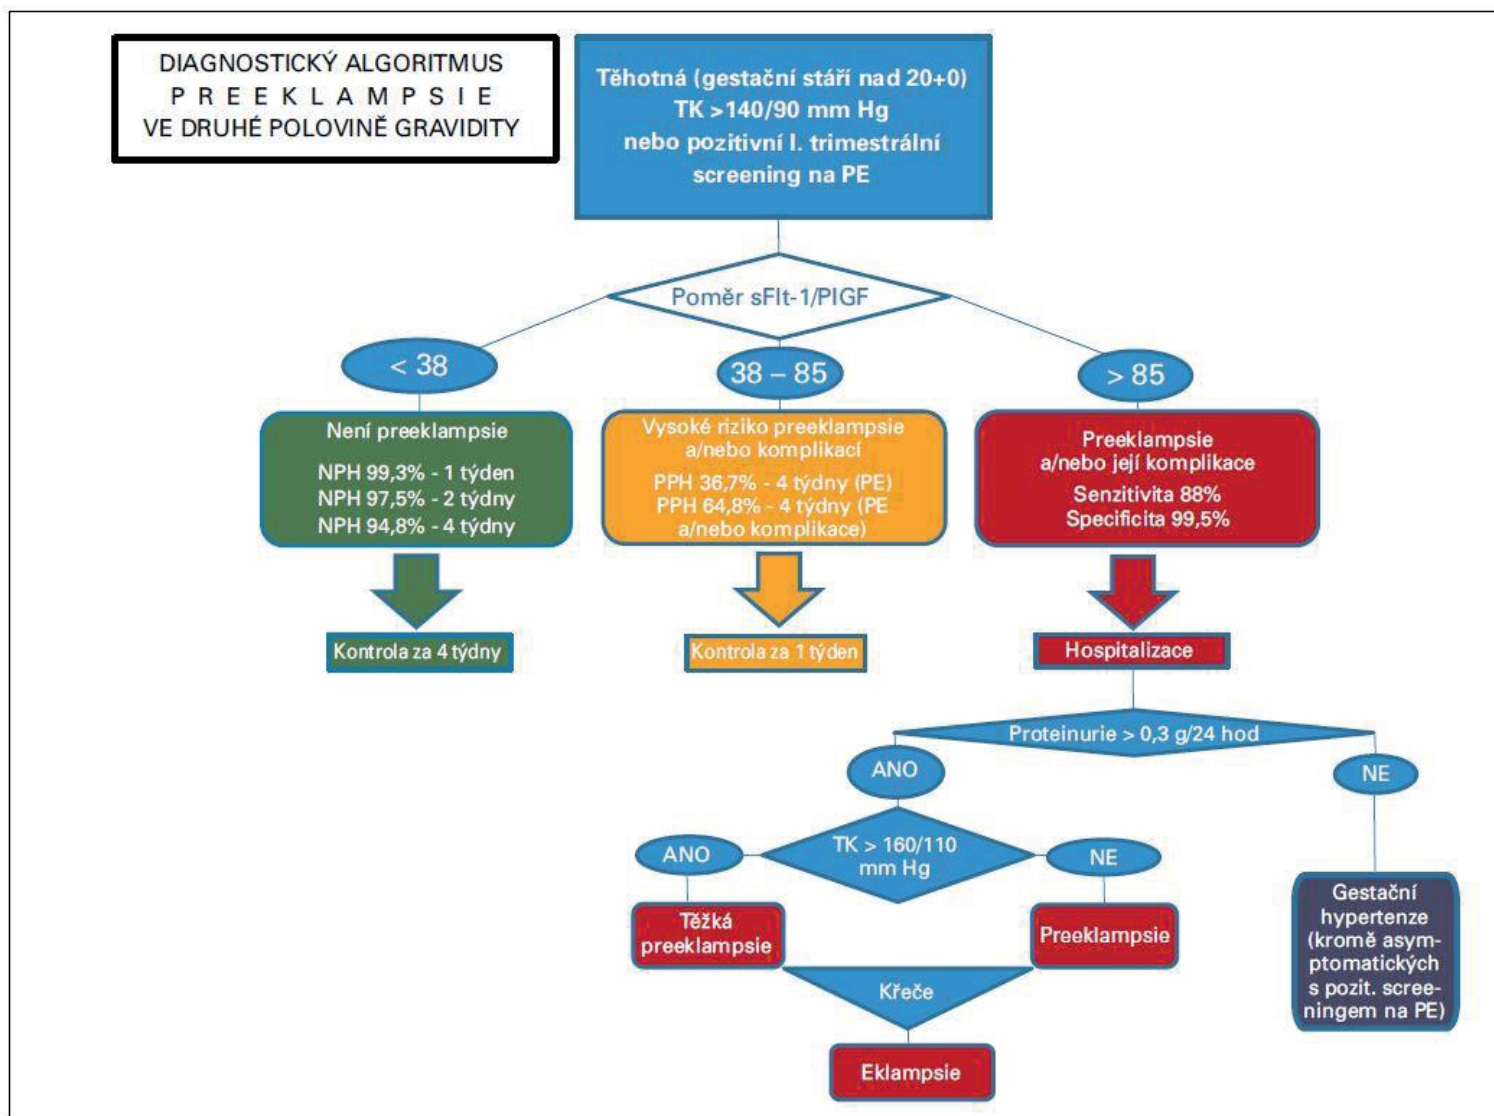 DIAGNOSTICKÝ ALGORITMUS
PREEKLAMPSIE
VE DRUHÉ POLOVINĚ GRAVIDITY
Těhotná (gestační stáří nad 20+0)
TK >140/90 mm Hg
nebo pozitivní I. trimestrální
screening na PE
Poměr sFlt-1/PIGF
< 38
38 – 85
> 85
Není preeklampsie
NPH 99,3% - 1 týden
NPH 97,5% - 2 týdny
NPH 94,8% - 4 týdny
Vysoké riziko preeklampsie
a/nebo komplikací
PPH 36,7% - 4 týdny (PE)
PPH 64,8% - 4 týdny (PE
a/nebo komplikace)
Preeklampsie
a/nebo její komplikace
Senzitivita 88%
Specificita 99,5%
Kontrola za 4 týdny
Kontrola za 1 týden
Hospitalizace
Proteinurie > 0,3 g/24 hod
ANO
NE
TK > 160/110
mm Hg
ANO
NE
Těžká
preeklampsie
Preeklampsie
Gestační
hypertenze
(kromě asym-
ptomatických
s pozit. scree-
ningem na PE)
Křeče
Eklampsie